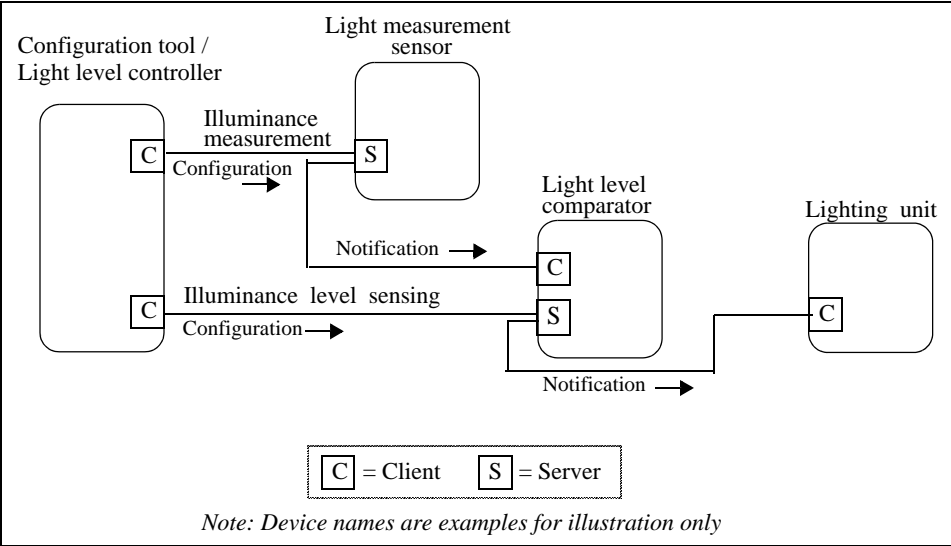 Light measurement
sensor
Configuration tool /
Light level controller
Illuminance
measurement
C
S
Configuration
Light level
comparator
Lighting unit
Notification
C
Illuminance level sensing
C
S
C
Configuration
Notification
C = Client S = Server
Note: Device names are examples for illustration only